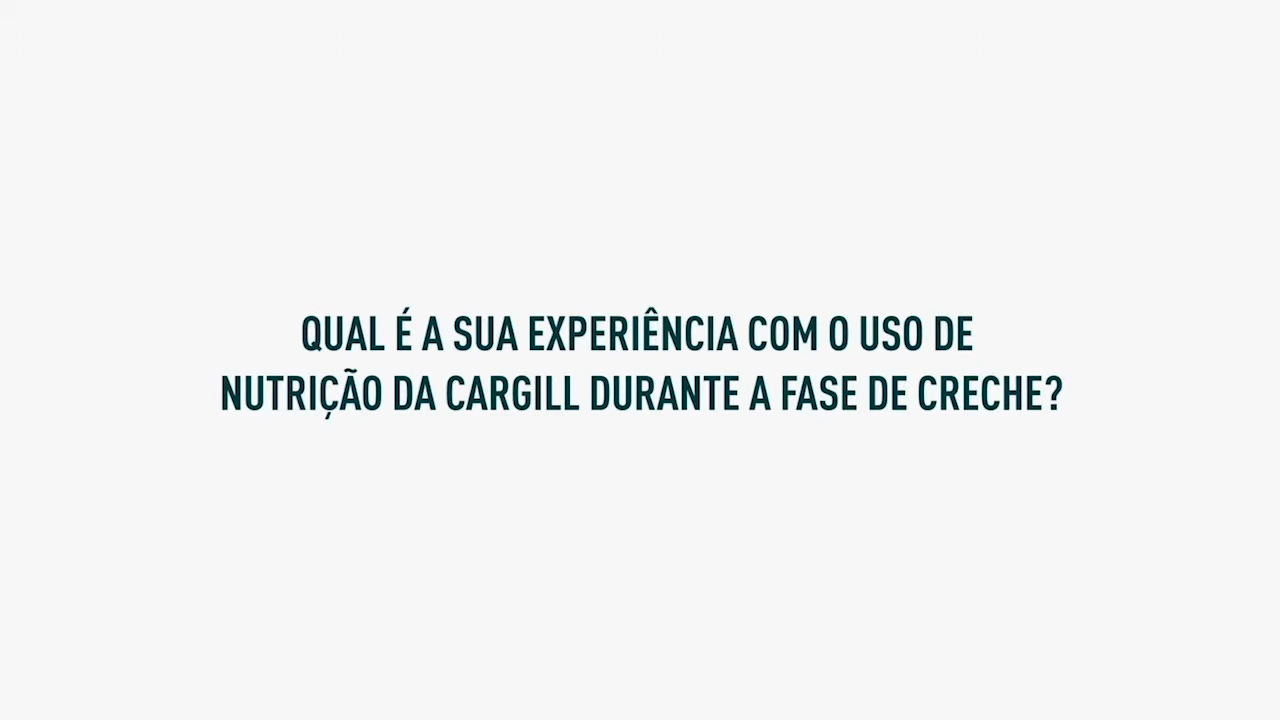 QUAL É A SUA EXPERIÊNCIA COM O USO DE
NUTRIÇÃO DA CARGILL DURANTE A FASE DE CRECHE?